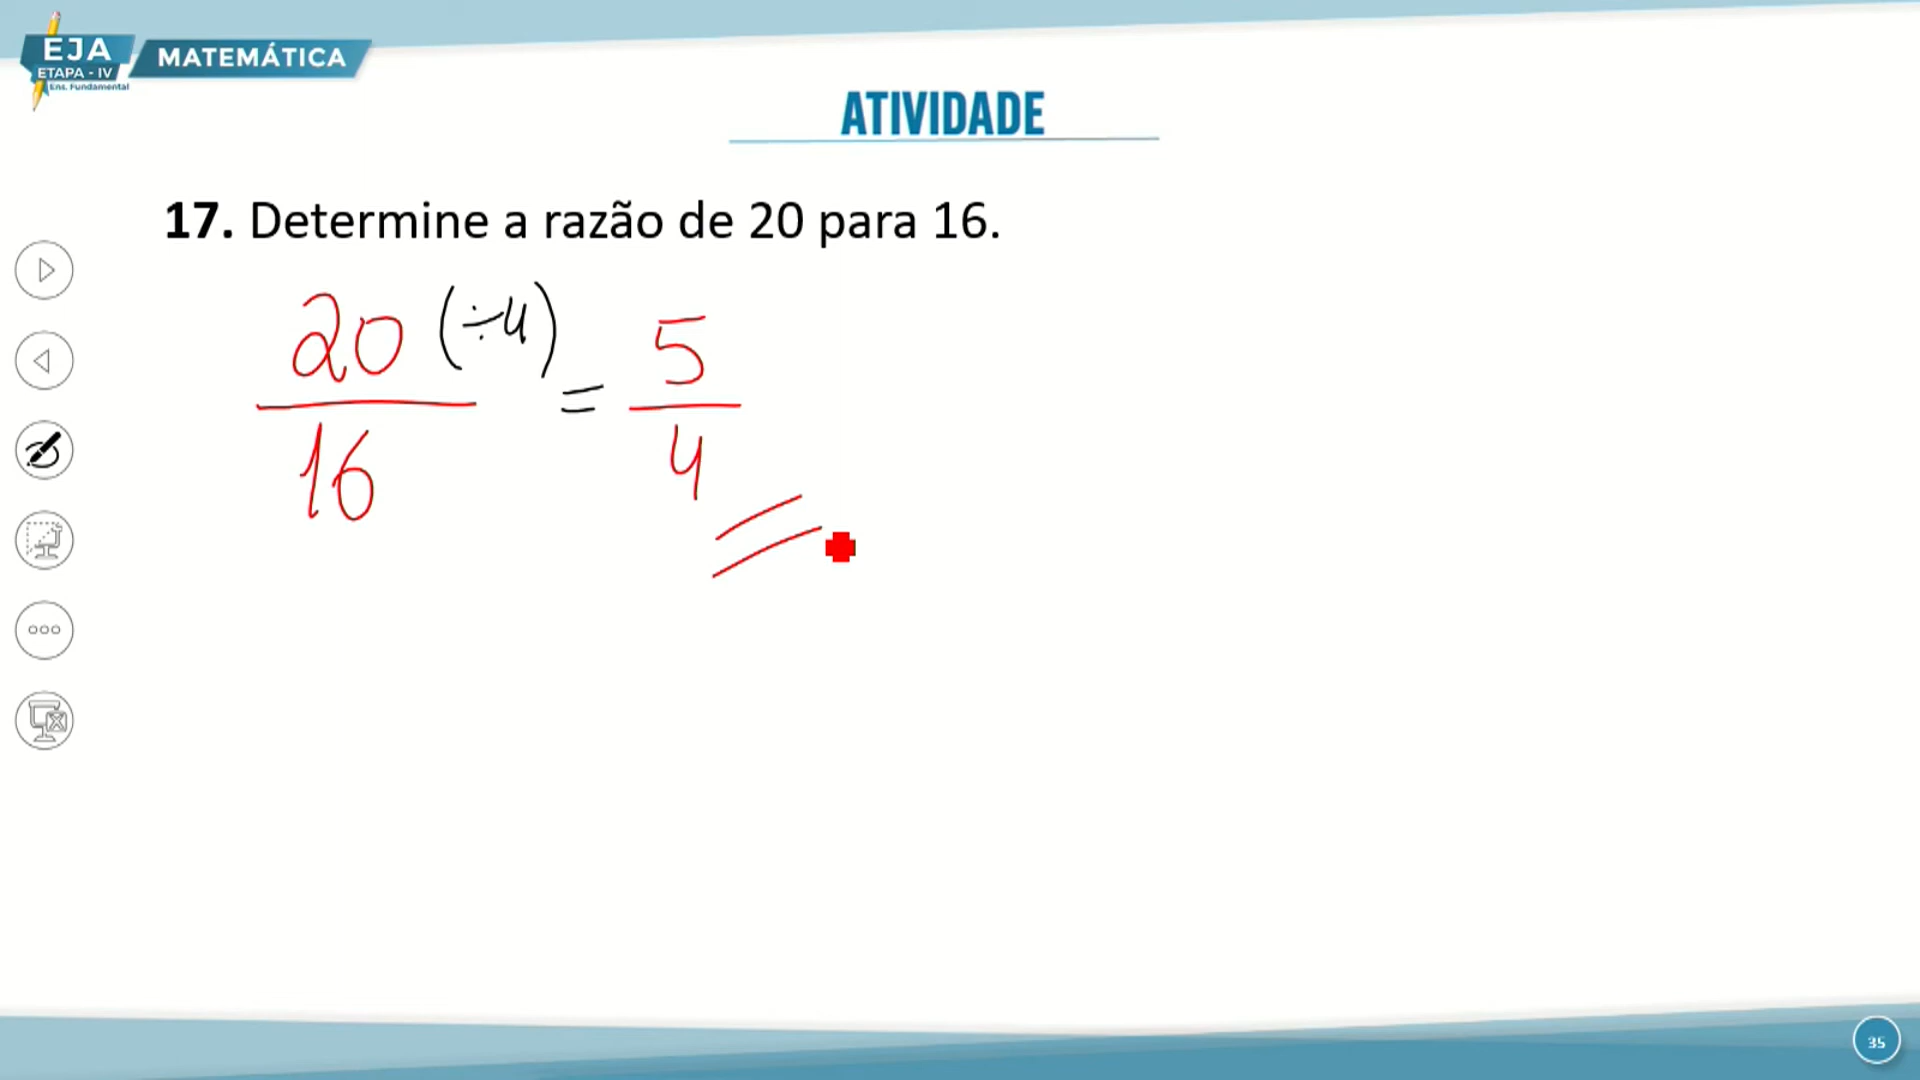 EJA
ETAPA - IV
Ens. Fundamental
MATEMÁTICA
ATIVIDADE
17. Determine a razão de 20 para 16.
20 (÷4) = 5
16 4
35